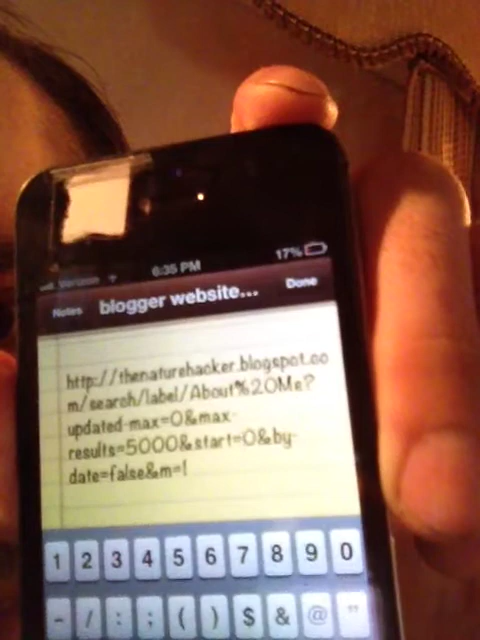 Verizon
6:35 PM
17%
Notes
blogger website...
Done
http://thenaturehacker.blogspot.co
m/search/label/About%20Me?
updated-max=0&max-
results=5000&start=0&by-
date=false&m=1
1 2 3 4 5 6 7 8 9 0
- / : ; ( ) $ & @ "